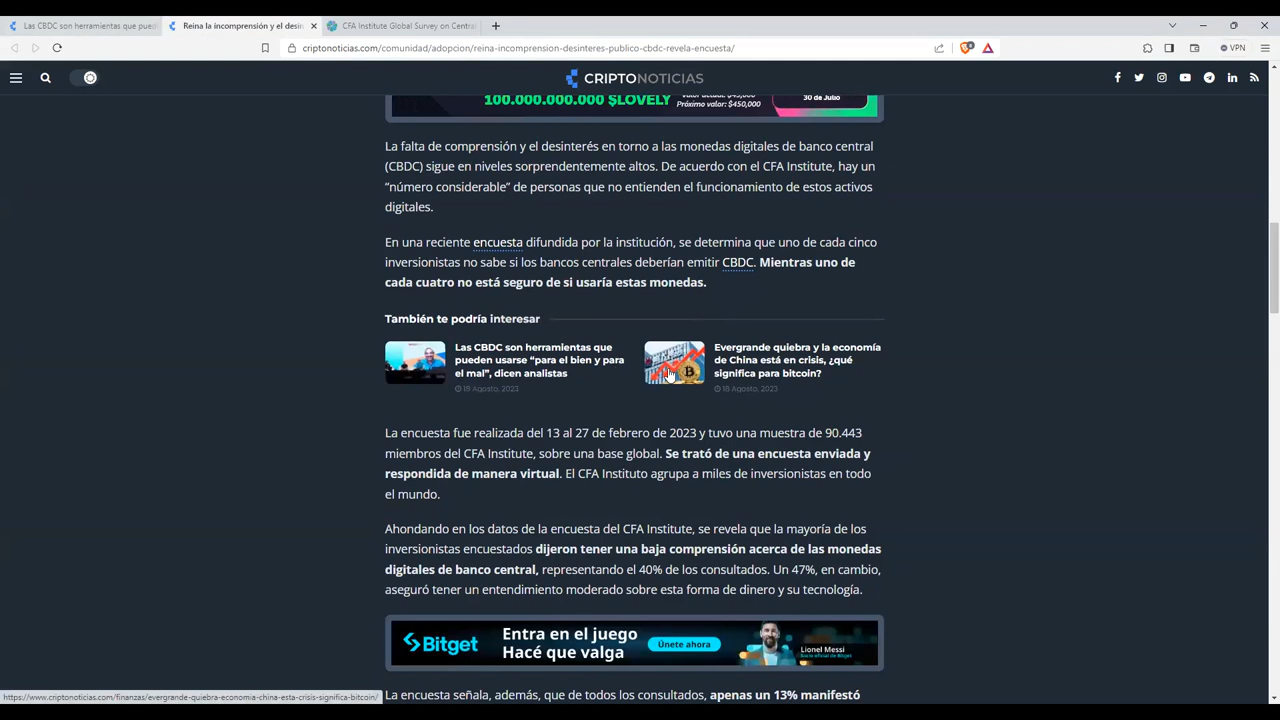 Las CBDC son herramientas que pued
Reina la incomprensión y el desin
CFA Institute Global Survey on Central
criptonoticias.com/comunidad/adopcion/reina-incomprension-desinteres-publico-cbdc-revela-encuesta/
VPN
CRIPTONOTICIAS
100.000.000.000 $LOVELY
Próximo valor: $450,000
30 de Julio
La falta de comprensión y el desinterés en torno a las monedas digitales de banco central
(CBDC) sigue en niveles sorprendentemente altos. De acuerdo con el CFA Institute, hay un
“número considerable” de personas que no entienden el funcionamiento de estos activos
digitales.
En una reciente encuesta difundida por la institución, se determina que uno de cada cinco
inversionistas no sabe si los bancos centrales deberían emitir CBDC. Mientras uno de
cada cuatro no está seguro de si usaría estas monedas.
También te podría interesar
Las CBDC son herramientas que
pueden usarse “para el bien y para
el mal”, dicen analistas
18 Agosto, 2023
Evergrande quiebra y la economía
de China está en crisis, ¿qué
significa para bitcoin?
18 Agosto, 2023
La encuesta fue realizada del 13 al 27 de febrero de 2023 y tuvo una muestra de 90.443
miembros del CFA Institute, sobre una base global. Se trató de una encuesta enviada y
respondida de manera virtual. El CFA Instituto agrupa a miles de inversionistas en todo
el mundo.
Ahondando en los datos de la encuesta del CFA Institute, se revela que la mayoría de los
inversionistas encuestados dijeron tener una baja comprensión acerca de las monedas
digitales de banco central, representando el 40% de los consultados. Un 47%, en cambio,
aseguró tener un entendimiento moderado sobre esta forma de dinero y su tecnología.
Bitget
Entra en el juego
Hacé que valga
Únete ahora
Lionel Messi
Socio oficial de Bitget
La encuesta señala, además, que de todos los consultados, apenas un 13% manifestó
https://www.criptonoticias.com/finanzas/evergrande-quiebra-economia-china-esta-crisis-significa-bitcoin/